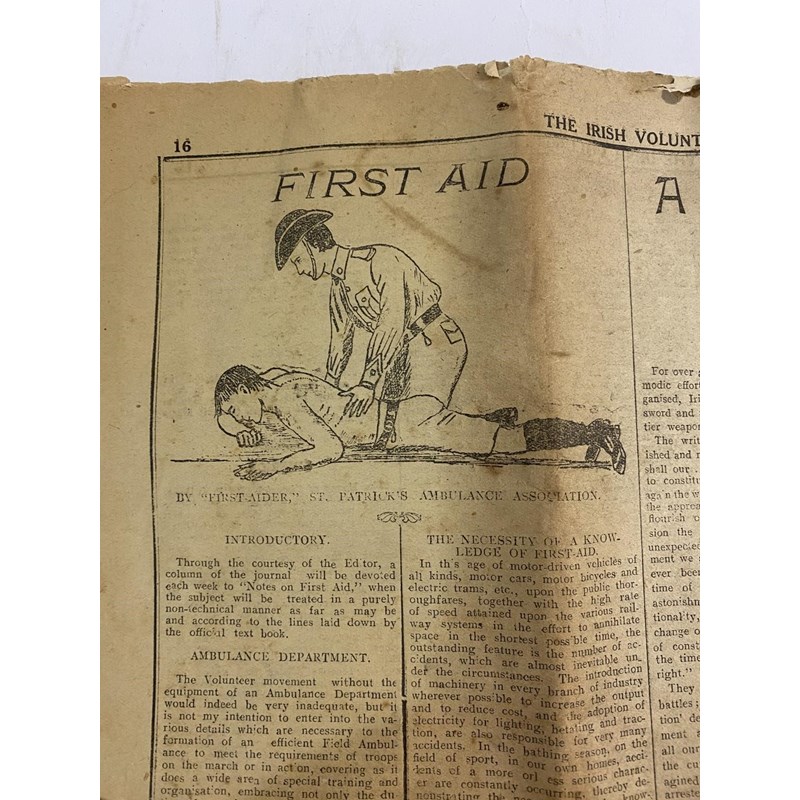 16
THE IRISH VOLUNT
FIRST AID
BY "FIRST-AIDER," ST. PATRICK'S AMBULANCE ASSOCIATION.
INTRODUCTORY.
Through the courtesy of the Editor, a
column of the journal will be devoted
each week to "Notes on First Aid," when
the subject will be treated in a purely
non-technical manner as far as may be
and according to the lines laid down by
the official text book.
AMBULANCE DEPARTMENT.
The Volunteer movement without the
equipment of an Ambulance Department
would indeed be very inadequate, but it
is not my intention to enter into the va-
rious details which are necessary to the
formation of an efficient Field Ambul-
ance to meet the requirements of troops
on the march or in action, covering as it
does a wide area of special training and
organisation, embracing not only the du-
THE NECESSITY OF A KNOW-
LEDGE OF FIRST-AID.
In this age of motor-driven vehicles of
all kinds, motor cars, motor bicycles and
electric trams, etc., upon the public thor-
oughfares, together with the high rate
of speed attained upon the various rail-
way systems in the effort to annihilate
space in the shortest possible time, the
outstanding feature is the number of ac-
cidents, which are almost inevitable un-
der the circumstances. The introduction
of machinery in every branch of industry
wherever possible to increase the output
and to reduce cost, and the adoption of
electricity for lighting, heating and trac-
tion, are also responsible for very many
accidents. In the bathing season, on the
field of sport, in our own homes, acci-
dents of a more or less serious charac-
ter are constantly occurring, thereby de-
monstrating the
A
For over
modic effor
ganised, Iri
sword and
tier weapon
The writ
ished and
shall our
to constitu
again the w
the appre
flourish o
sion the
unexpected
ment we
ever been
time of
astonishm
tionality,
change o
of const
the time
right."
They
battles;
tion' de
ment a
all our
the cu
agined
arreste